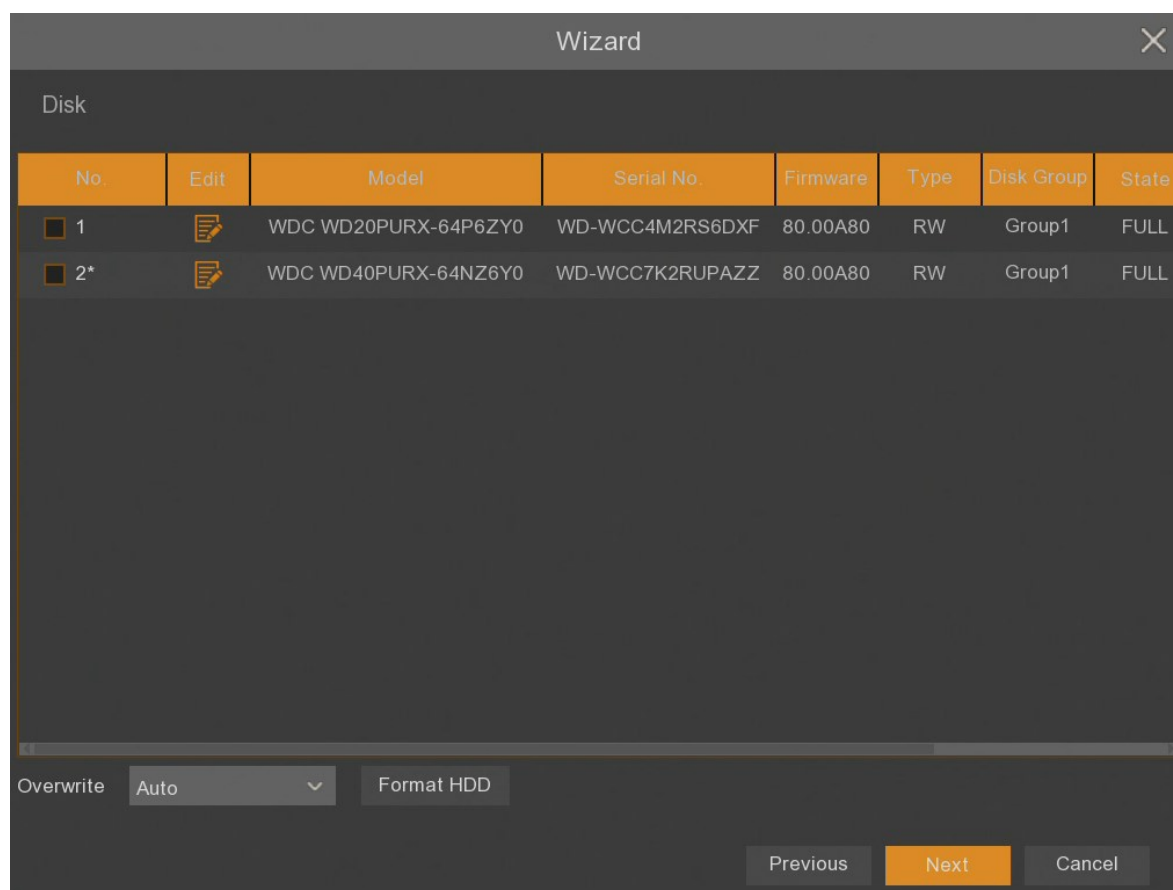 Wizard
Disk
No. Edit Model Serial No. Firmware Type Disk Group State
1 WDC WD20PURX-64P6ZY0 WD-WCC4M2RS6DXF 80.00A80 RW Group1 FULL
2* WDC WD40PURX-64NZ6Y0 WD-WCC7K2RUPAZZ 80.00A80 RW Group1 FULL
Overwrite Auto Format HDD
Previous Next Cancel